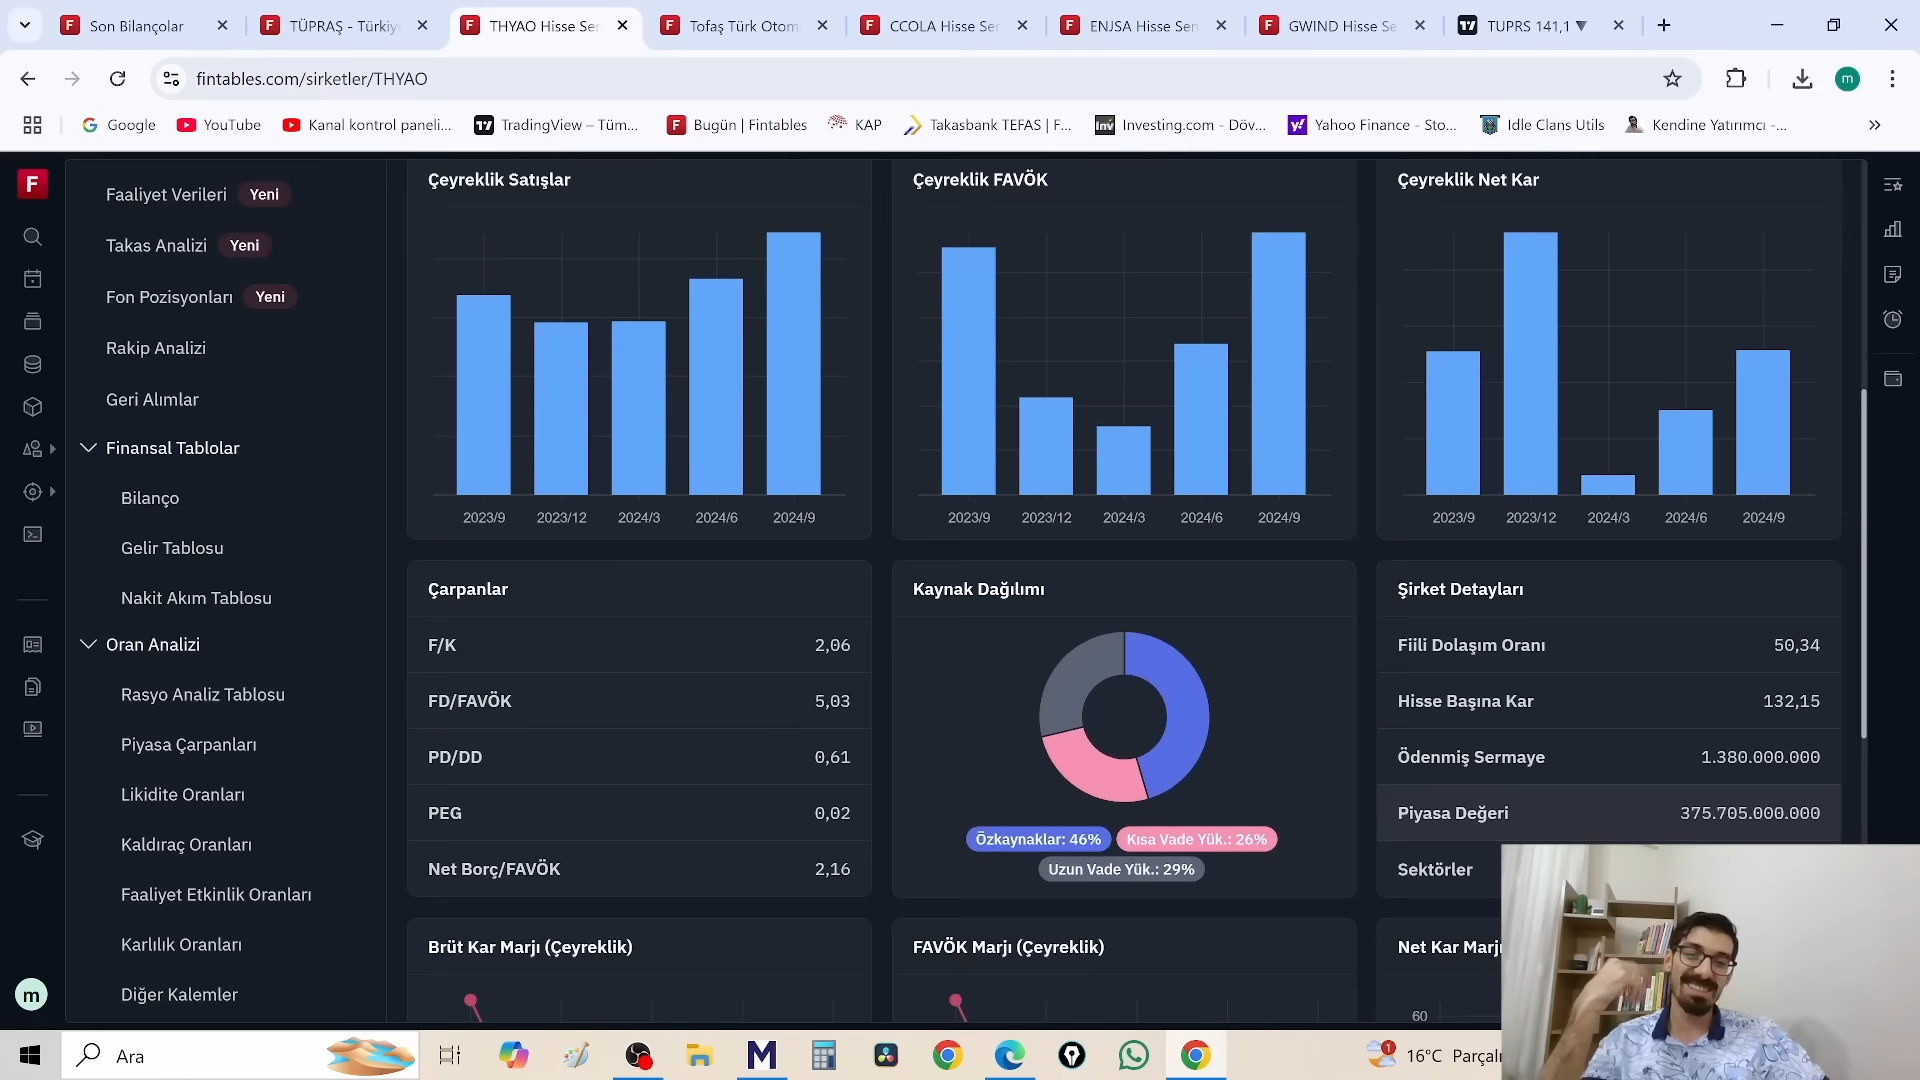 Son Bilançolar
TÜPRAŞ - Türkiye
THYAO Hisse Ser
Tofaş Türk Otom
CCOLA Hisse Ser
ENJSA Hisse Sen
GWIND Hisse Se
TUPRS 141,1 ▼
fintables.com/sirketler/THYAO
m
Google
YouTube
Kanal kontrol paneli...
TradingView – Tüm...
Bugün | Fintables
KAP
Takasbank TEFAS | F...
Investing.com - Döv...
Yahoo Finance - Sto...
Idle Clans Utils
Kendine Yatırımcı -...
F
Faaliyet Verileri Yeni
Takas Analizi Yeni
Fon Pozisyonları Yeni
Rakip Analizi
Geri Alımlar
Finansal Tablolar
Bilanço
Gelir Tablosu
Nakit Akım Tablosu
Oran Analizi
Rasyo Analiz Tablosu
Piyasa Çarpanları
Likidite Oranları
Kaldıraç Oranları
Faaliyet Etkinlik Oranları
Karlılık Oranları
Diğer Kalemler
m
Çeyreklik Satışlar
2023/9 2023/12 2024/3 2024/6 2024/9
Çeyreklik FAVÖK
2023/9 2023/12 2024/3 2024/6 2024/9
Çeyreklik Net Kar
2023/9 2023/12 2024/3 2024/6 2024/9
Çarpanlar
F/K 2,06
FD/FAVÖK 5,03
PD/DD 0,61
PEG 0,02
Net Borç/FAVÖK 2,16
Kaynak Dağılımı
Özkaynaklar: 46% Kısa Vade Yük.: 26%
Uzun Vade Yük.: 29%
Şirket Detayları
Fiili Dolaşım Oranı 50,34
Hisse Başına Kar 132,15
Ödenmiş Sermaye 1.380.000.000
Piyasa Değeri 375.705.000.000
Sektörler
Brüt Kar Marjı (Çeyreklik)
FAVÖK Marjı (Çeyreklik)
Net Kar Marjı
60
Ara
1
16°C Parçalı